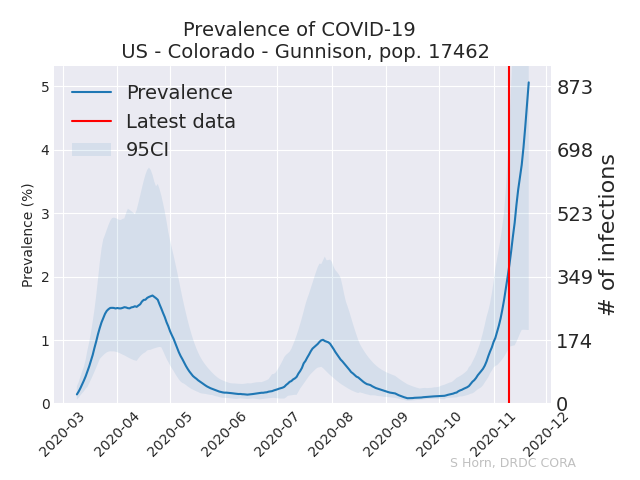 Prevalence of COVID-19
US - Colorado - Gunnison, pop. 17462
Prevalence
Latest data
95CI
Prevalence (%)
5
4
3
2
1
0
873
698
523
349
174
0
# of infections
2020-03
2020-04
2020-05
2020-06
2020-07
2020-08
2020-09
2020-10
2020-11
2020-12
S Horn, DRDC CORA